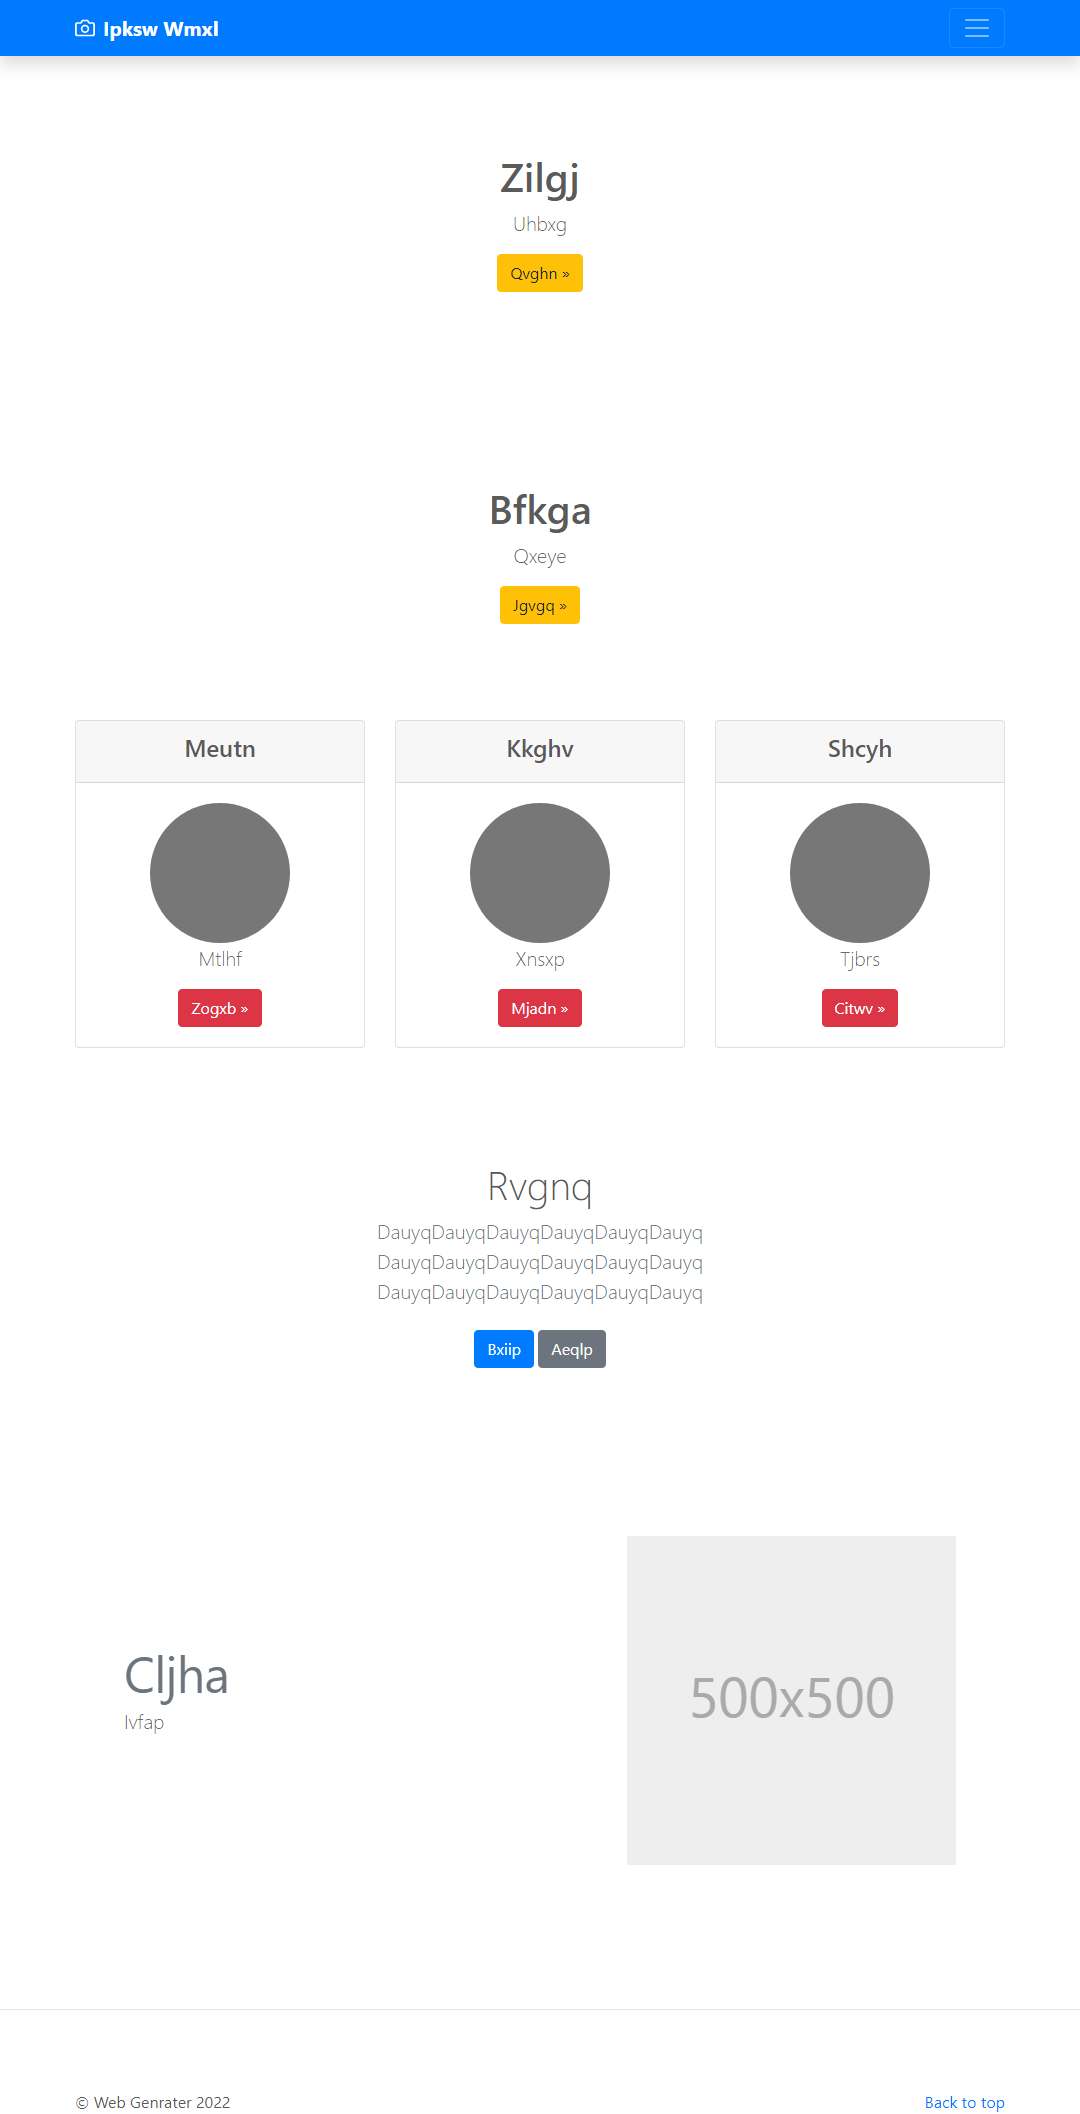 Ipksw Wmxl
Zilgj
Uhbxg
Qvghn »
Bfkga
Qxeye
Jgvgq »
Meutn
Mtlhf
Zogxb »
Kkghv
Xnsxp
Mjadn »
Shcyh
Tjbrs
Citwv »
Rvgnq
DauyqDauyqDauyqDauyqDauyqDauyq
DauyqDauyqDauyqDauyqDauyqDauyq
DauyqDauyqDauyqDauyqDauyqDauyq
Bxiip Aeqlp
Cljha
Ivfap
500x500
© Web Genrater 2022
Back to top